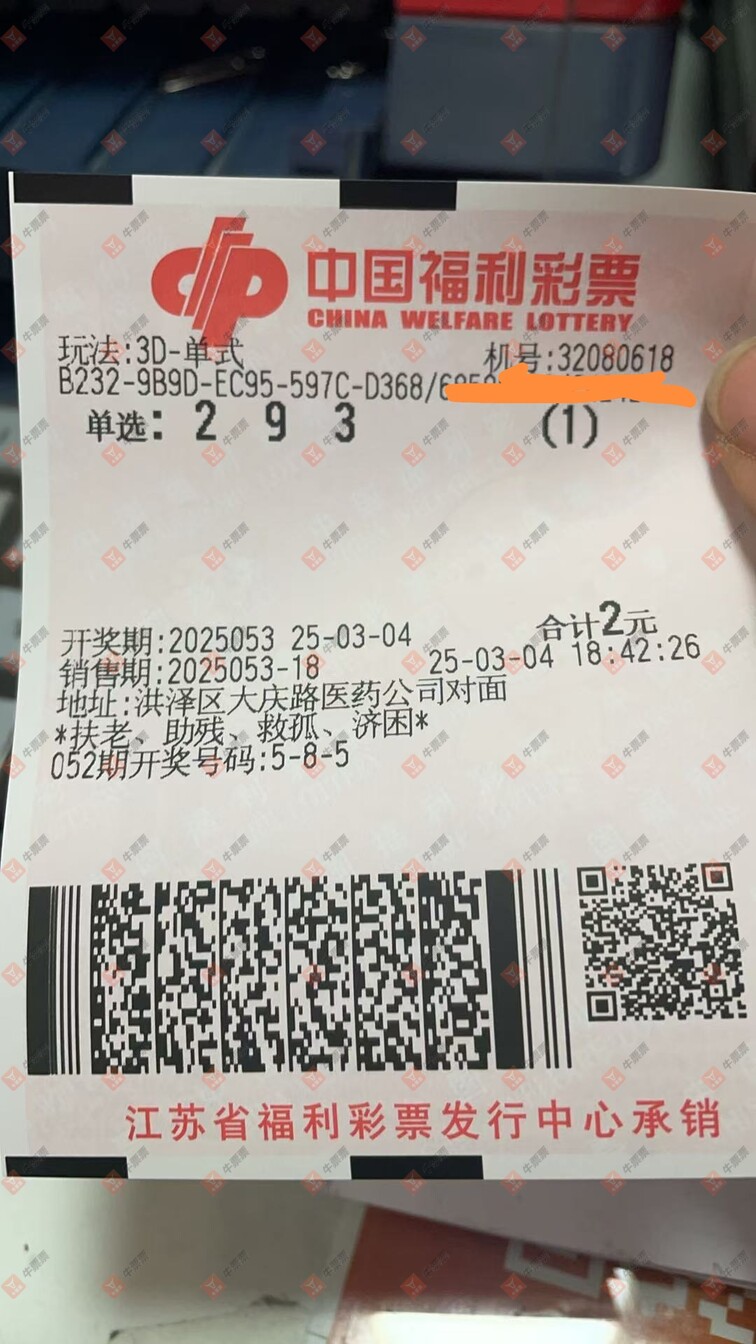 中国福利彩票
CHINA WELFARE LOTTERY
玩法:3D-单式 机号:32080618
B232-9B9D-EC95-597C-D368/
单选: 2 9 3 (1)
开奖期:2025053 25-03-04 合计2元
销售期:2025053-18 25-03-04 18:42:26
地址:洪泽区大庆路医药公司对面
*扶老、助残、救孤、济困*
052期开奖号码:5-8-5
江苏省福利彩票发行中心承销
牛票票